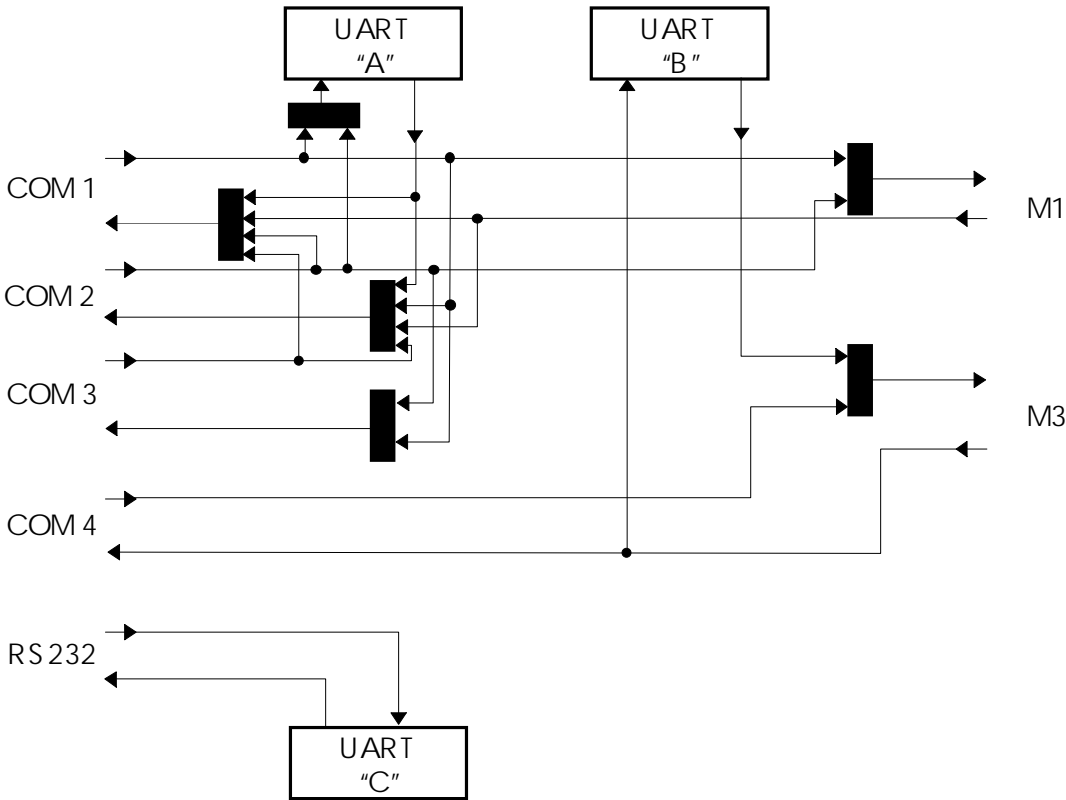 UART
“A”
UART
“B”
COM 1
M1
COM 2
COM 3
M3
COM 4
RS232
UART
“C”